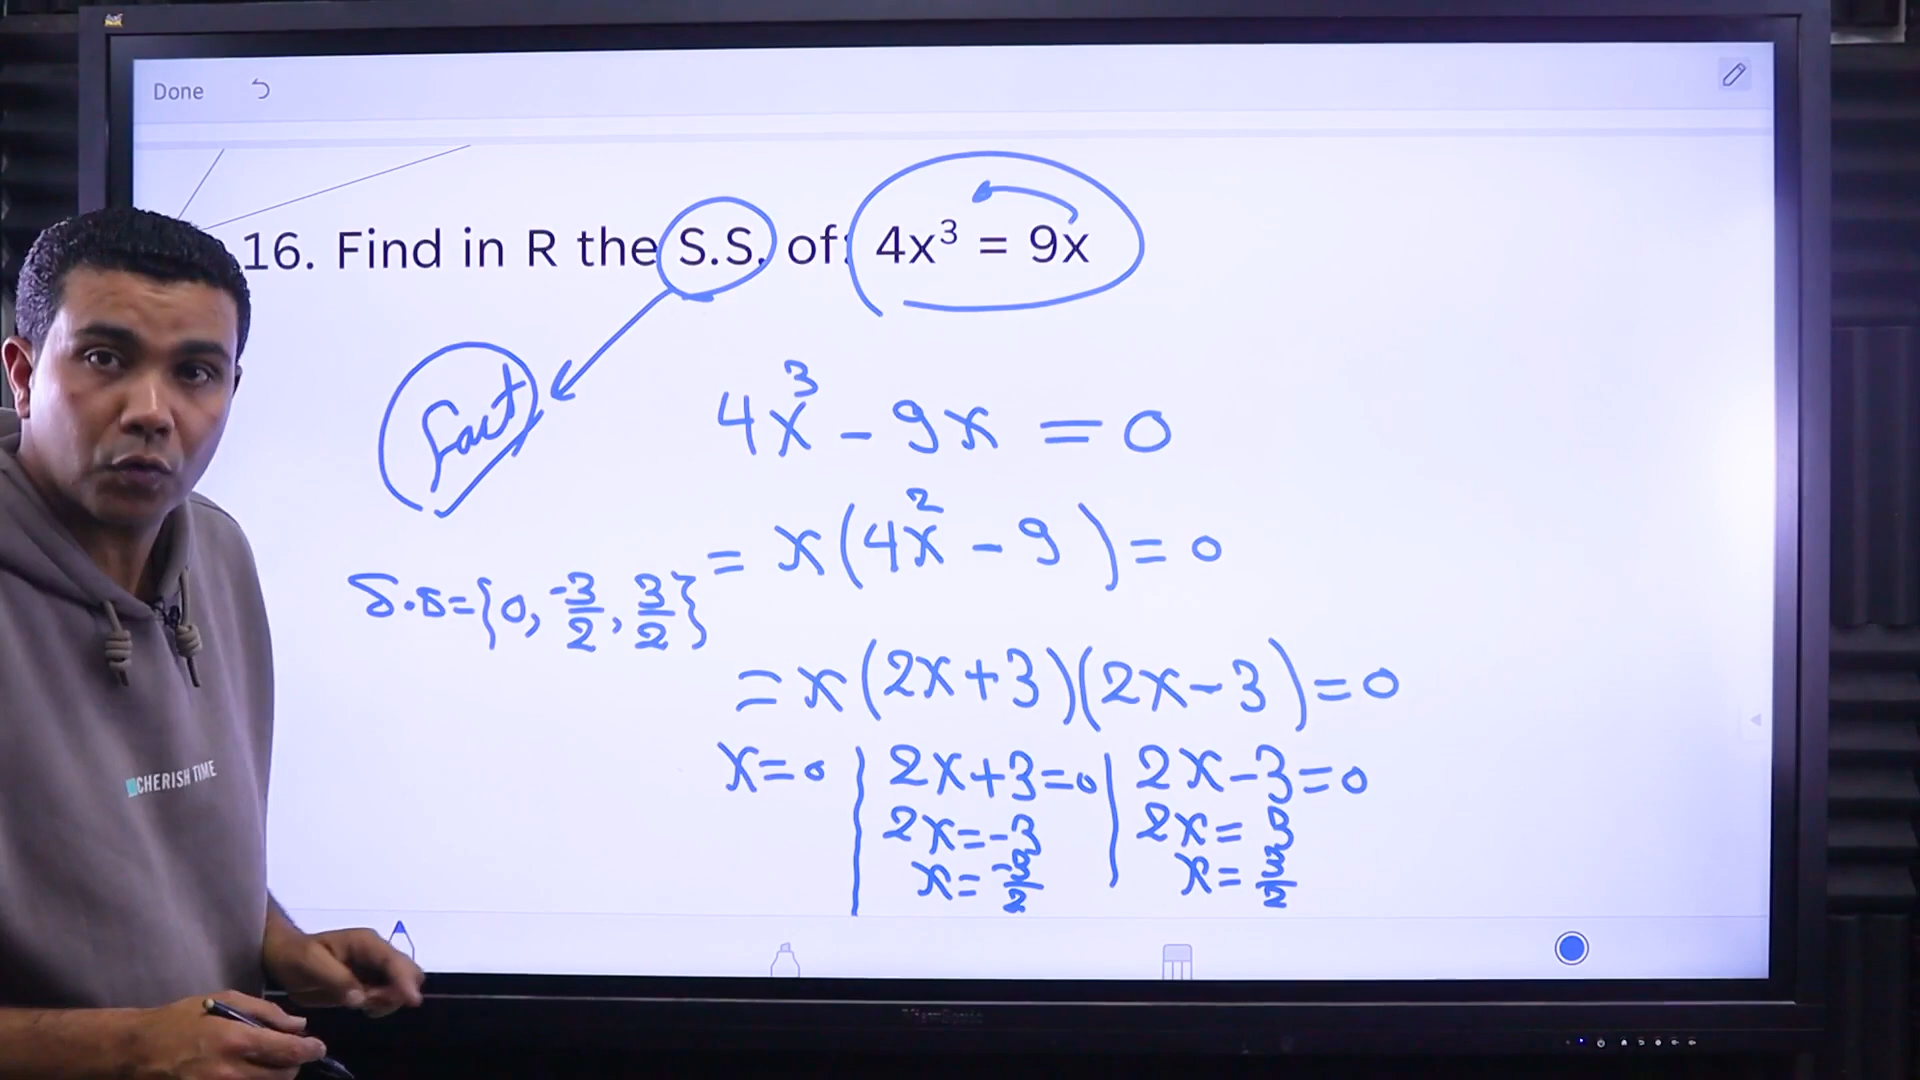 Done
16. Find in R the S.S. of: 4x³ = 9x
fact
4x³ - 9x = 0
= x(4x² - 9) = 0
S.S = {0, -3/2, 3/2}
= x(2x+3)(2x-3) = 0
x=0 | 2x+3=0 | 2x-3=0
2x=-3 2x=3
x=-3/2 x=3/2
CHERISH TIME
ViewSonic